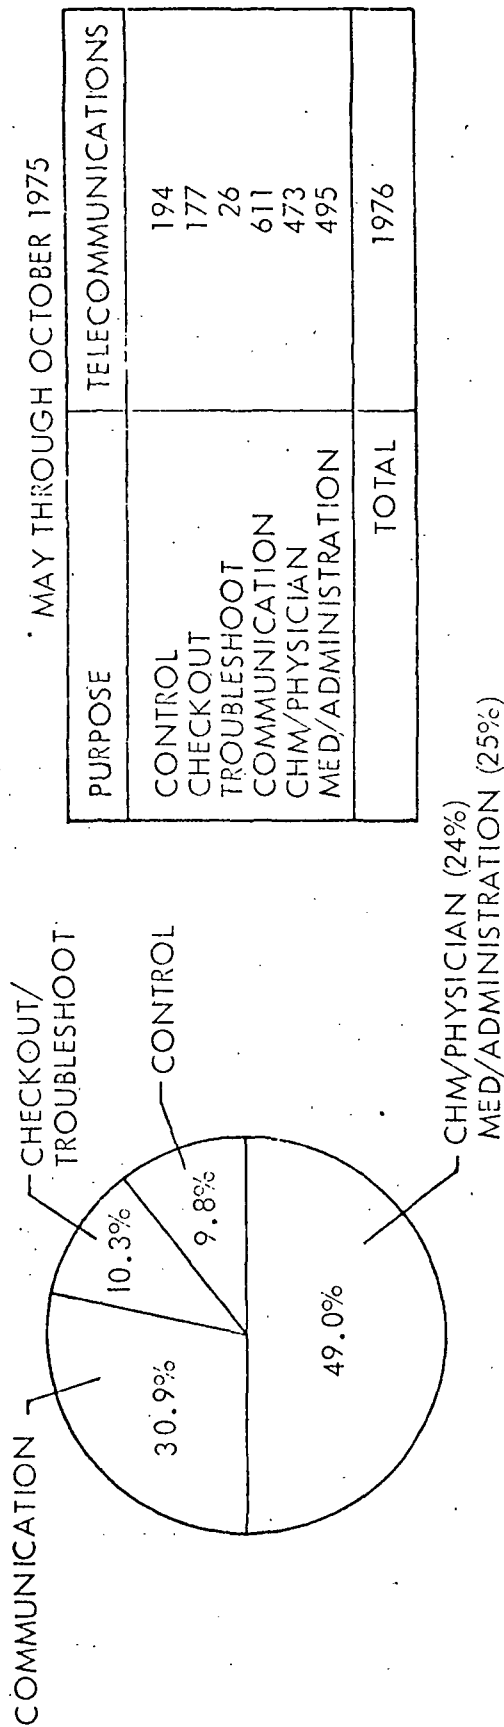 MAY THROUGH OCTOBER 1975
PURPOSE TELECOMMUNICATIONS
CONTROL 194
CHECKOUT 177
TROUBLESHOOT 26
COMMUNICATION 611
CHM/PHYSICIAN 473
MED/ADMINISTRATION 495
TOTAL 1976
COMMUNICATION
CHECKOUT/
TROUBLESHOOT
CONTROL
30.9%
10.3%
9.8%
49.0%
CHM/PHYSICIAN (24%)
MED/ADMINISTRATION (25%)